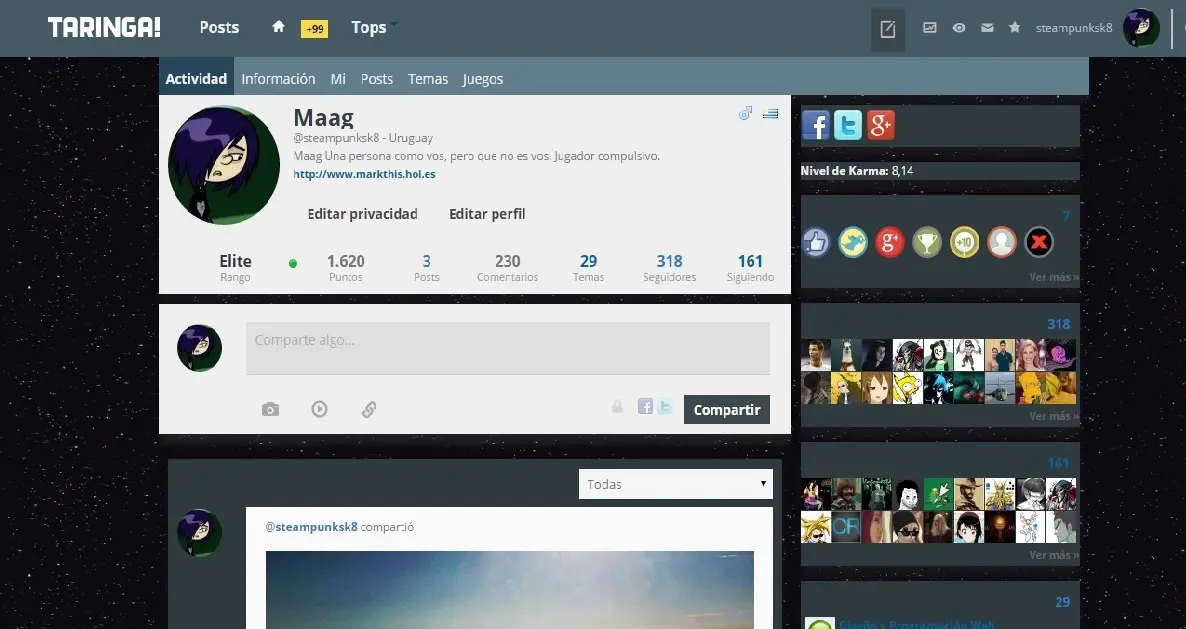 TARINGA! Posts +99 Tops steampunksk8
Actividad Información Mi Posts Temas Juegos
Maag
@steampunksk8 - Uruguay
Maag Una persona como vos, pero que no es vos. Jugador compulsivo.
http://www.markthis.hol.es
Editar privacidad Editar perfil
Elite 1.620 3 230 29 318 161
Rango Puntos Posts Comentarios Temas Seguidores Siguiendo
Comparte algo...
Compartir
Todas
@steampunksk8 compartió
Nivel de Karma: 8,14
7
g+ +10
Ver más »
318
Ver más »
161
CR
Ver más »
29
Diseño y Programación Web